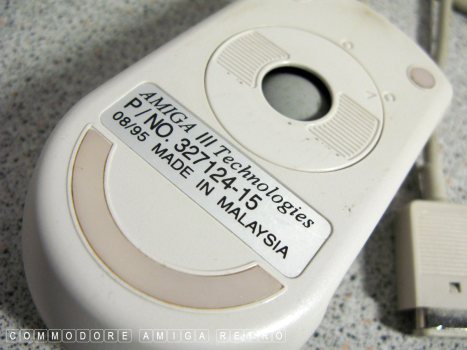 AMIGA III Technologies
P/NO. 327124-15
08/95 MADE IN MALAYSIA
COMMODORE AMIGA RETRO